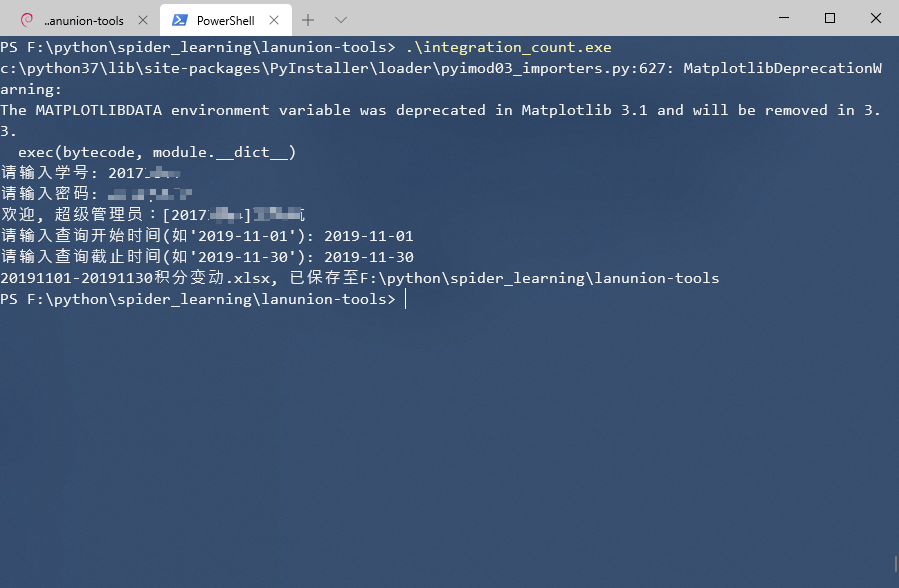 ..anunion-tools
PowerShell
PS F:\python\spider_learning\lanunion-tools> .\integration_count.exe
c:\python37\lib\site-packages\PyInstaller\loader\pyimod03_importers.py:627: MatplotlibDeprecationW
arning:
The MATPLOTLIBDATA environment variable was deprecated in Matplotlib 3.1 and will be removed in 3.
3.
exec(bytecode, module.__dict__)
请输入学号: 2017
请输入密码:
欢迎, 超级管理员：[2017 ]
请输入查询开始时间(如'2019-11-01'): 2019-11-01
请输入查询截止时间(如'2019-11-30'): 2019-11-30
20191101-20191130积分变动.xlsx, 已保存至F:\python\spider_learning\lanunion-tools
PS F:\python\spider_learning\lanunion-tools>